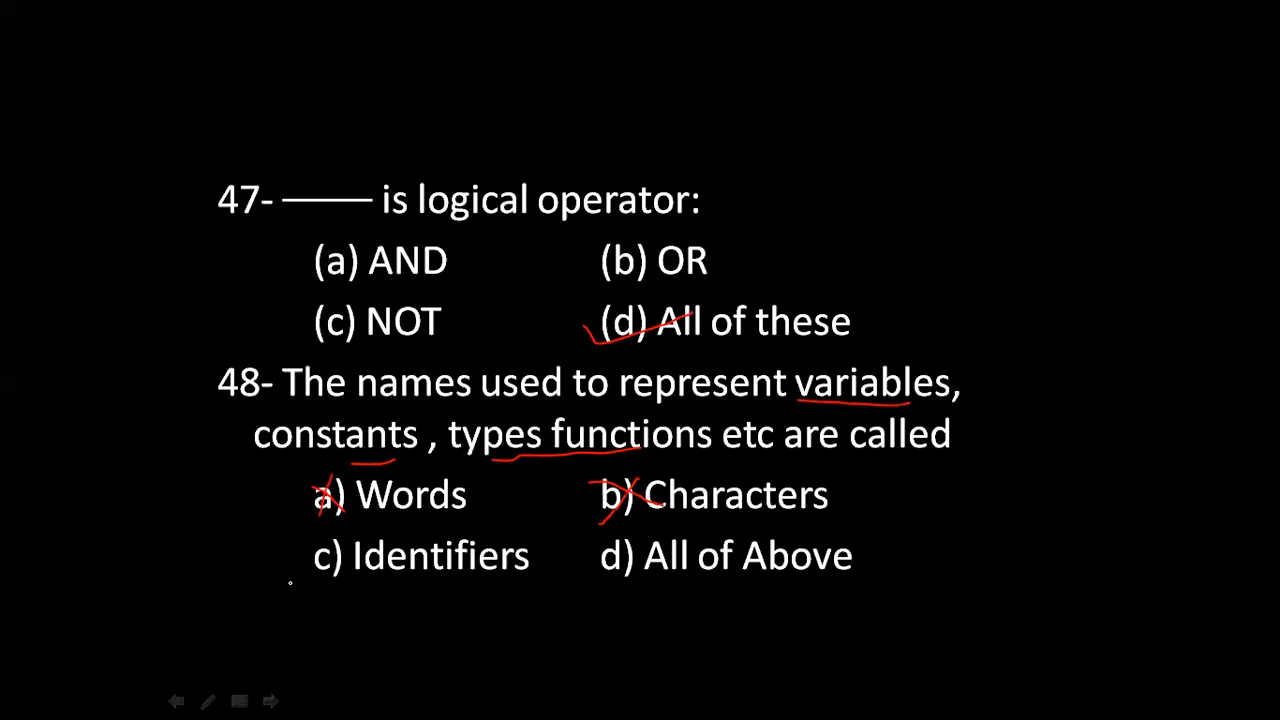 47- ——— is logical operator:
(a) AND (b) OR
(c) NOT (d) All of these
48- The names used to represent variables,
constants , types functions etc are called
a) Words b) Characters
c) Identifiers d) All of Above